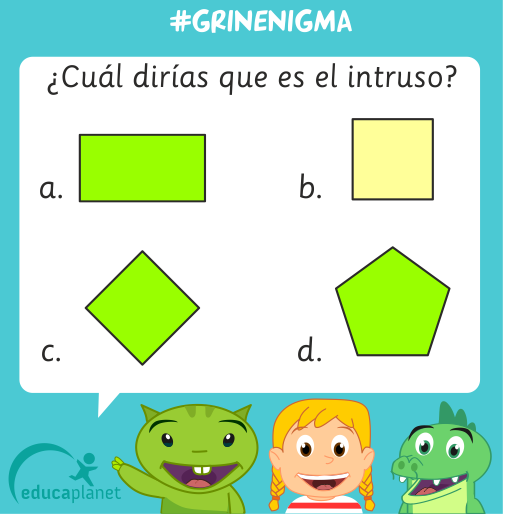 #GRINENIGMA
¿Cuál dirías que es el intruso?
a.
b.
c.
d.
educaplanet